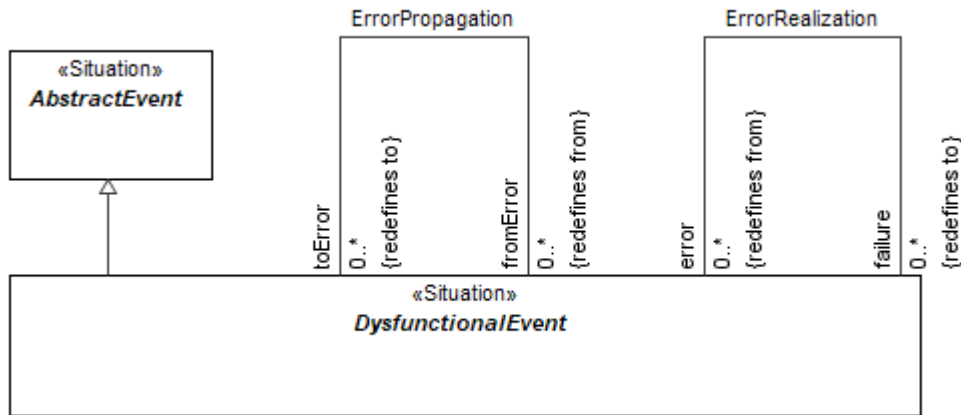 ErrorPropagation
ErrorRealization
«Situation»
AbstractEvent
toError
0..*
{redefines to}
fromError
0..*
{redefines from}
error
0..*
{redefines from}
failure
0..*
{redefines to}
«Situation»
DysfunctionalEvent